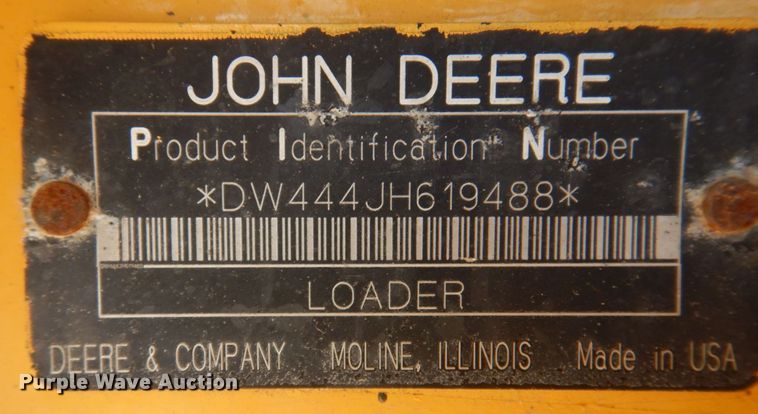 JOHN DEERE
Product Identification Number
*DW444JH619488*
LOADER
DEERE & COMPANY MOLINE, ILLINOIS Made in USA
Purple Wave Auction